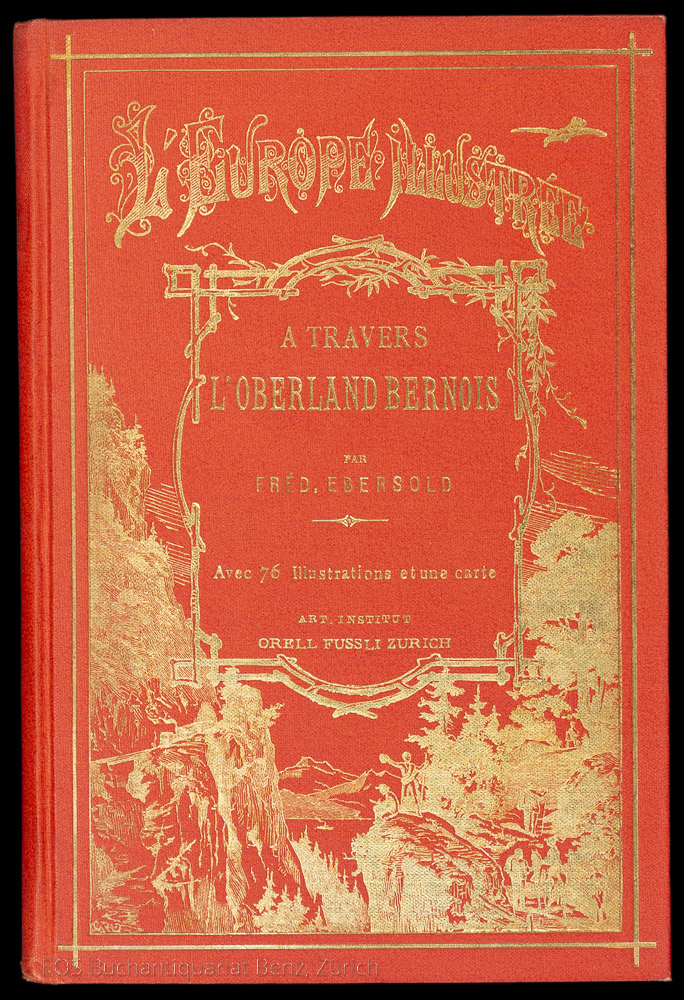 L'EUROPE ILLUSTRÉE
A TRAVERS
L'OBERLAND BERNOIS
PAR
FRÉD. EBERSOLD
Avec 76 Illustrations et une carte
ART. INSTITUT
ORELL FUSSLI ZURICH
EOS Buchantiquariat Benz, Zürich